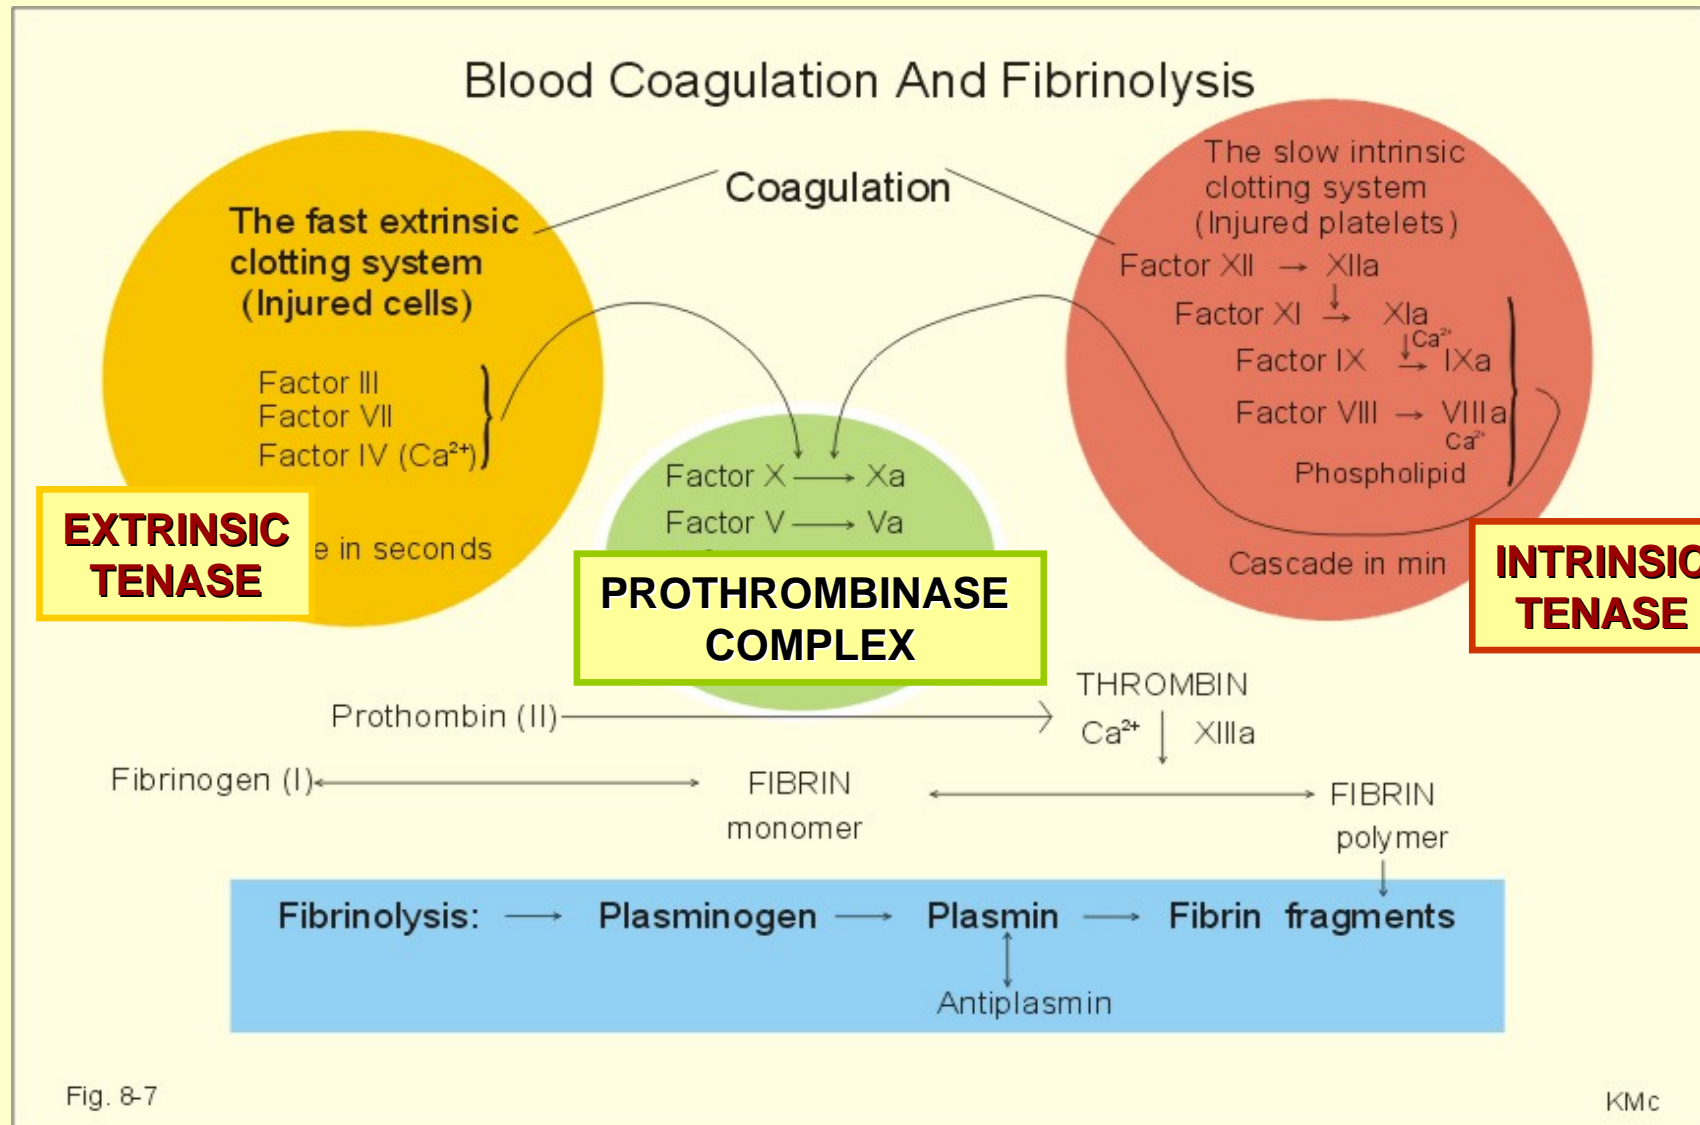 Blood Coagulation And Fibrinolysis
Coagulation
The fast extrinsic
clotting system
(Injured cells)
Factor III
Factor VII
Factor IV (Ca²⁺)
e in seconds
EXTRINSIC
TENASE
The slow intrinsic
clotting system
(Injured platelets)
Factor XII → XIIa
Factor XI → XIa
Ca²⁺
Factor IX → IXa
Factor VIII → VIIIa
Ca²⁺
Phospholipid
Cascade in min
INTRINSIC
TENASE
Factor X → Xa
Factor V → Va
PROTHROMBINASE
COMPLEX
Prothombin (II)
THROMBIN
Ca²⁺ XIIIa
Fibrinogen (I)
FIBRIN
monomer
FIBRIN
polymer
Fibrinolysis: → Plasminogen → Plasmin → Fibrin fragments
Antiplasmin
Fig. 8-7
KMc